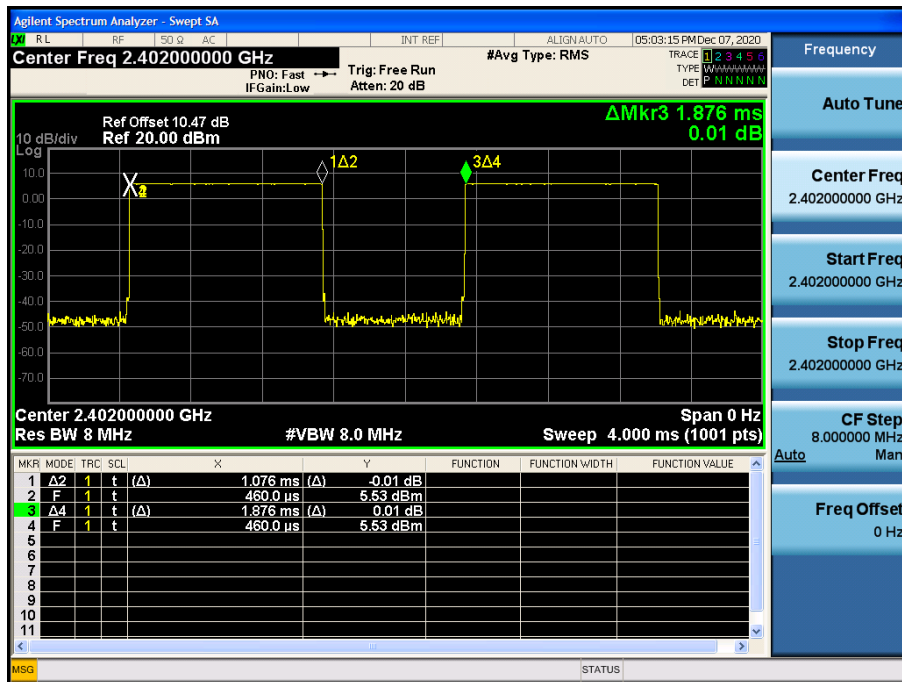 Agilent Spectrum Analyzer - Swept SA
LXI RL RF 50 Ω AC INT REF ALIGN AUTO 05:03:15 PM Dec 07, 2020
Center Freq 2.402000000 GHz
#Avg Type: RMS
TRACE 1 2 3 4 5 6
TYPE WWWWWW
DET P N N N N N
PNO: Fast
IFGain:Low
Trig: Free Run
Atten: 20 dB
Frequency
Auto Tune
Center Freq
2.402000000 GHz
Start Freq
2.402000000 GHz
Stop Freq
2.402000000 GHz
CF Step
8.000000 MHz
Auto Man
Freq Offset
0 Hz
ΔMkr3 1.876 ms
0.01 dB
Ref Offset 10.47 dB
10 dB/div Ref 20.00 dBm
Log
1Δ2
3Δ4
10.0
0.00
-10.0
-20.0
-30.0
-40.0
-50.0
-60.0
-70.0
Center 2.402000000 GHz Span 0 Hz
Res BW 8 MHz #VBW 8.0 MHz Sweep 4.000 ms (1001 pts)
MKR MODE TRC SCL X Y FUNCTION FUNCTION WIDTH FUNCTION VALUE
1 Δ2 1 t (Δ) 1.076 ms (Δ) -0.01 dB
2 F 1 t 460.0 µs 5.53 dBm
3 Δ4 1 t (Δ) 1.876 ms (Δ) 0.01 dB
4 F 1 t 460.0 µs 5.53 dBm
5
6
7
8
9
10
11
MSG STATUS